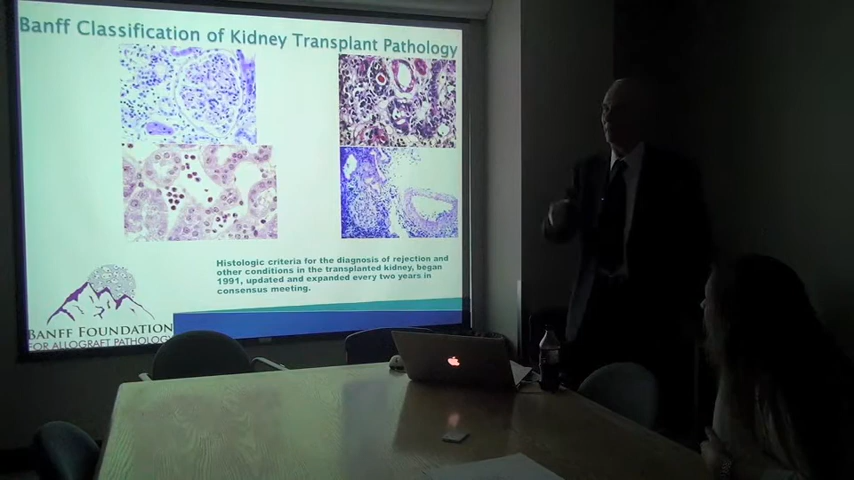 Banff Classification of Kidney Transplant Pathology
Histologic criteria for the diagnosis of rejection and
other conditions in the transplanted kidney, began
1991, updated and expanded every two years in
consensus meeting.
BANFF FOUNDATION
FOR ALLOGRAFT PATHOLOGY